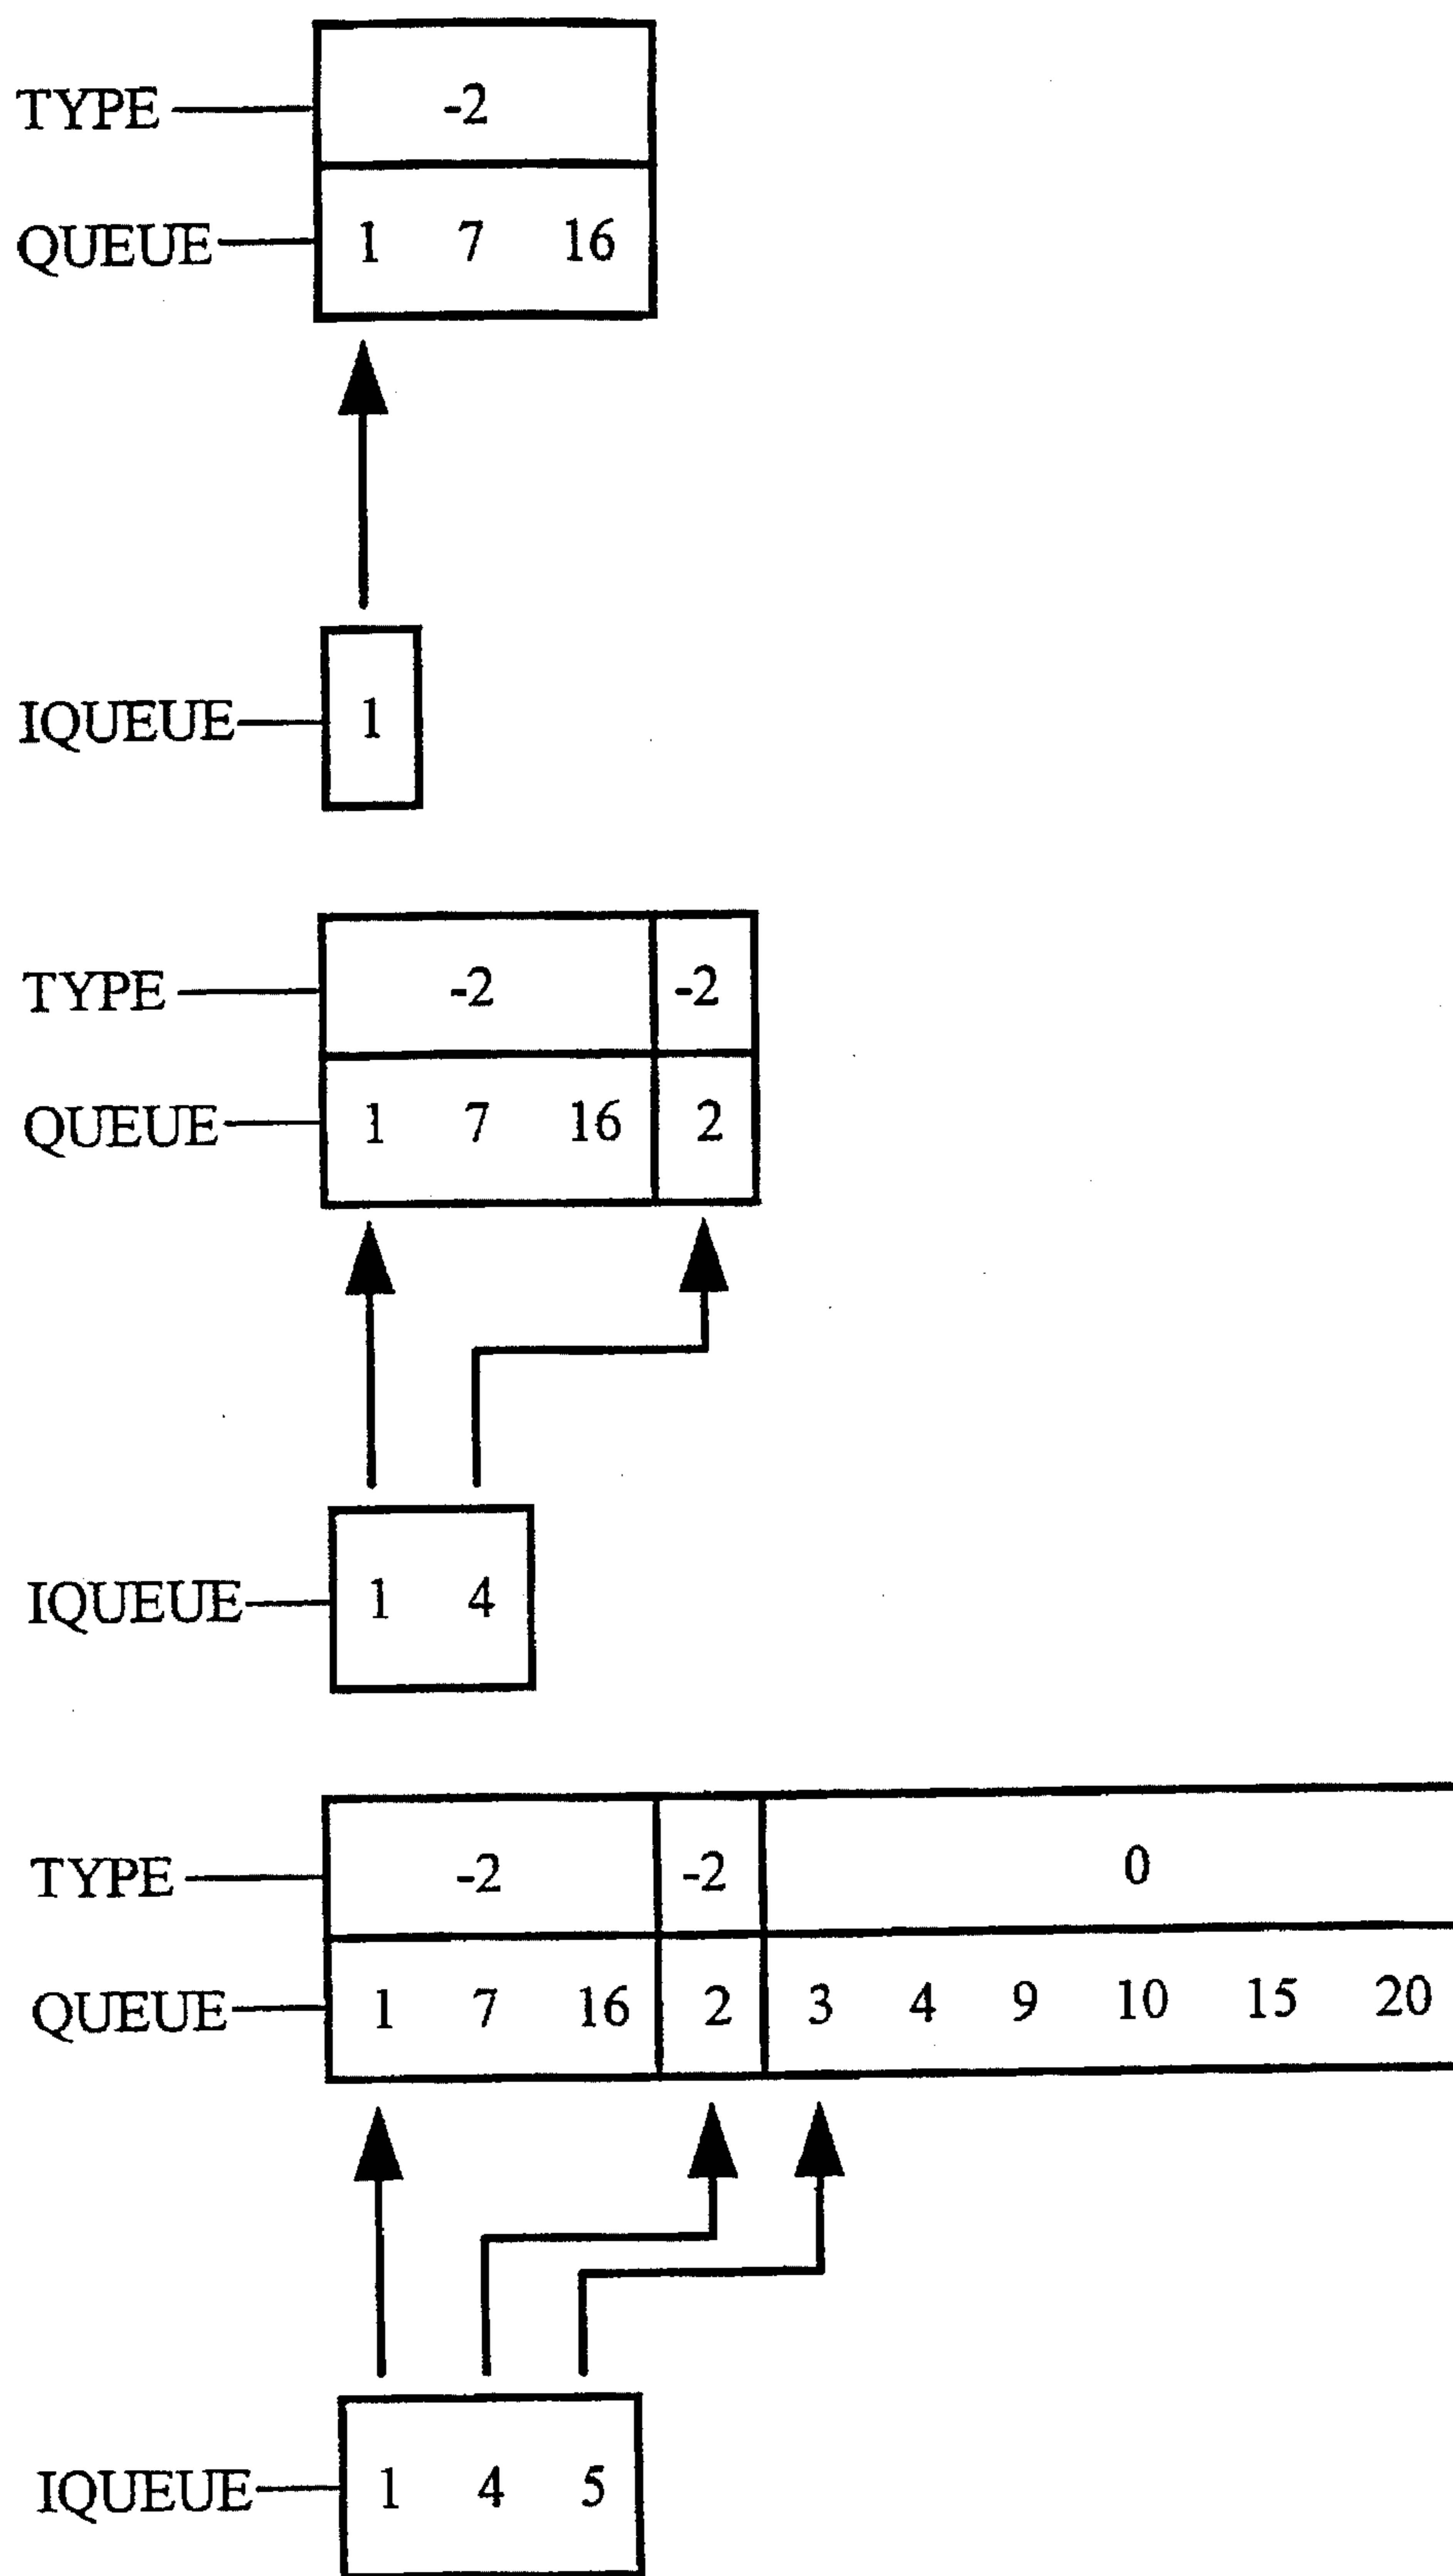 TYPE -2
QUEUE 1 7 16
IQUEUE 1
TYPE -2 -2
QUEUE 1 7 16 2
IQUEUE 1 4
TYPE -2 -2 0
QUEUE 1 7 16 2 3 4 9 10 15 20
IQUEUE 1 4 5